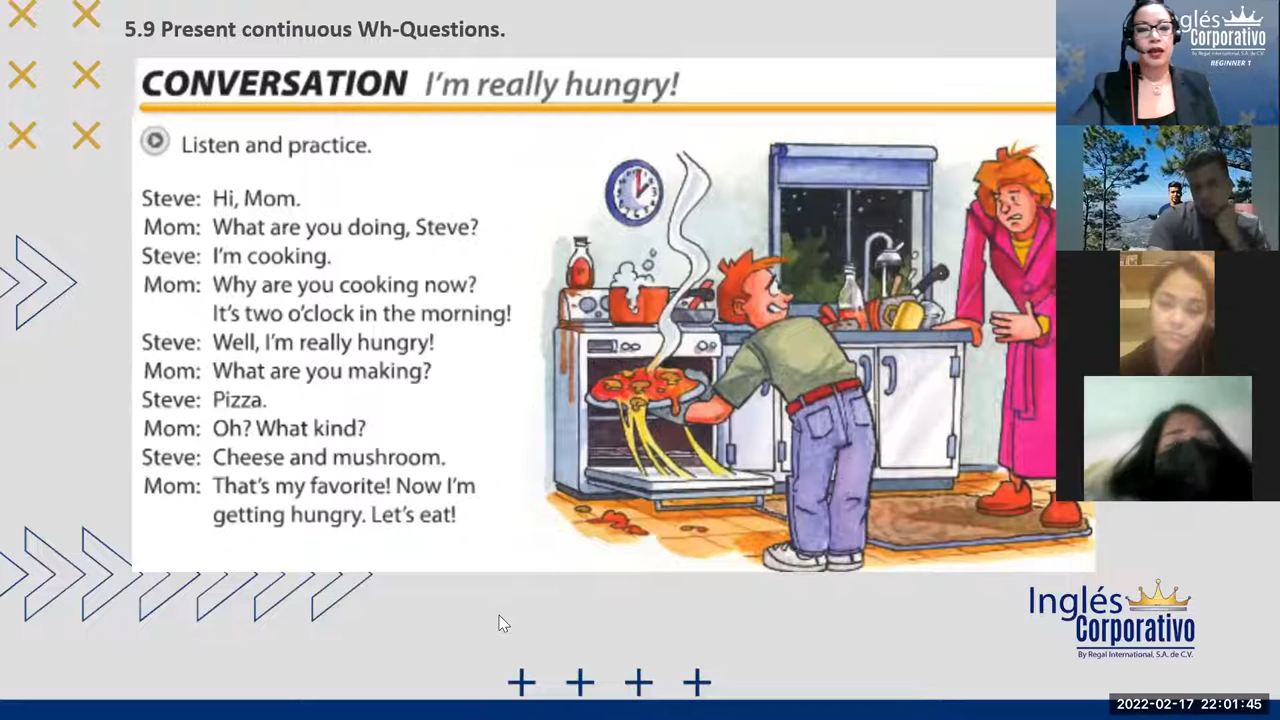 5.9 Present continuous Wh-Questions.
CONVERSATION I'm really hungry!
Listen and practice.
Steve: Hi, Mom.
Mom: What are you doing, Steve?
Steve: I'm cooking.
Mom: Why are you cooking now?
It's two o'clock in the morning!
Steve: Well, I'm really hungry!
Mom: What are you making?
Steve: Pizza.
Mom: Oh? What kind?
Steve: Cheese and mushroom.
Mom: That's my favorite! Now I'm
getting hungry. Let's eat!
glés
Corporativo
By Regal International, S.A. de C.V.
BEGINNER 1
Inglés
Corporativo
By Regal International, S.A. de C.V.
2022-02-17 22:01:45